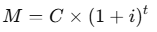 M = C × (1 + i)^t